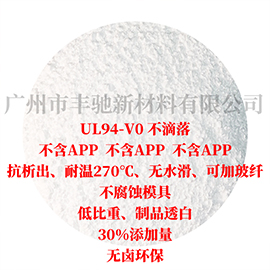 广州市丰驰新材料有限公司
UL94-V0 不滴落
不含APP 不含APP 不含APP
抗析出、耐温270℃、无水滑、可加玻纤
不腐蚀模具
低比重、制品透白
30%添加量
无卤环保